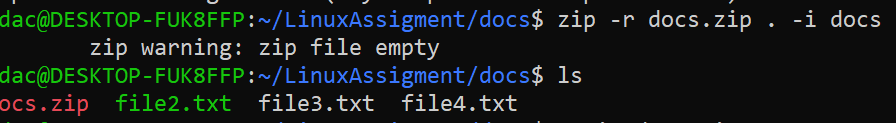 dac@DESKTOP-FUK8FFP:~/LinuxAssigment/docs$ zip -r docs.zip . -i docs
zip warning: zip file empty
dac@DESKTOP-FUK8FFP:~/LinuxAssigment/docs$ ls
ocs.zip file2.txt file3.txt file4.txt